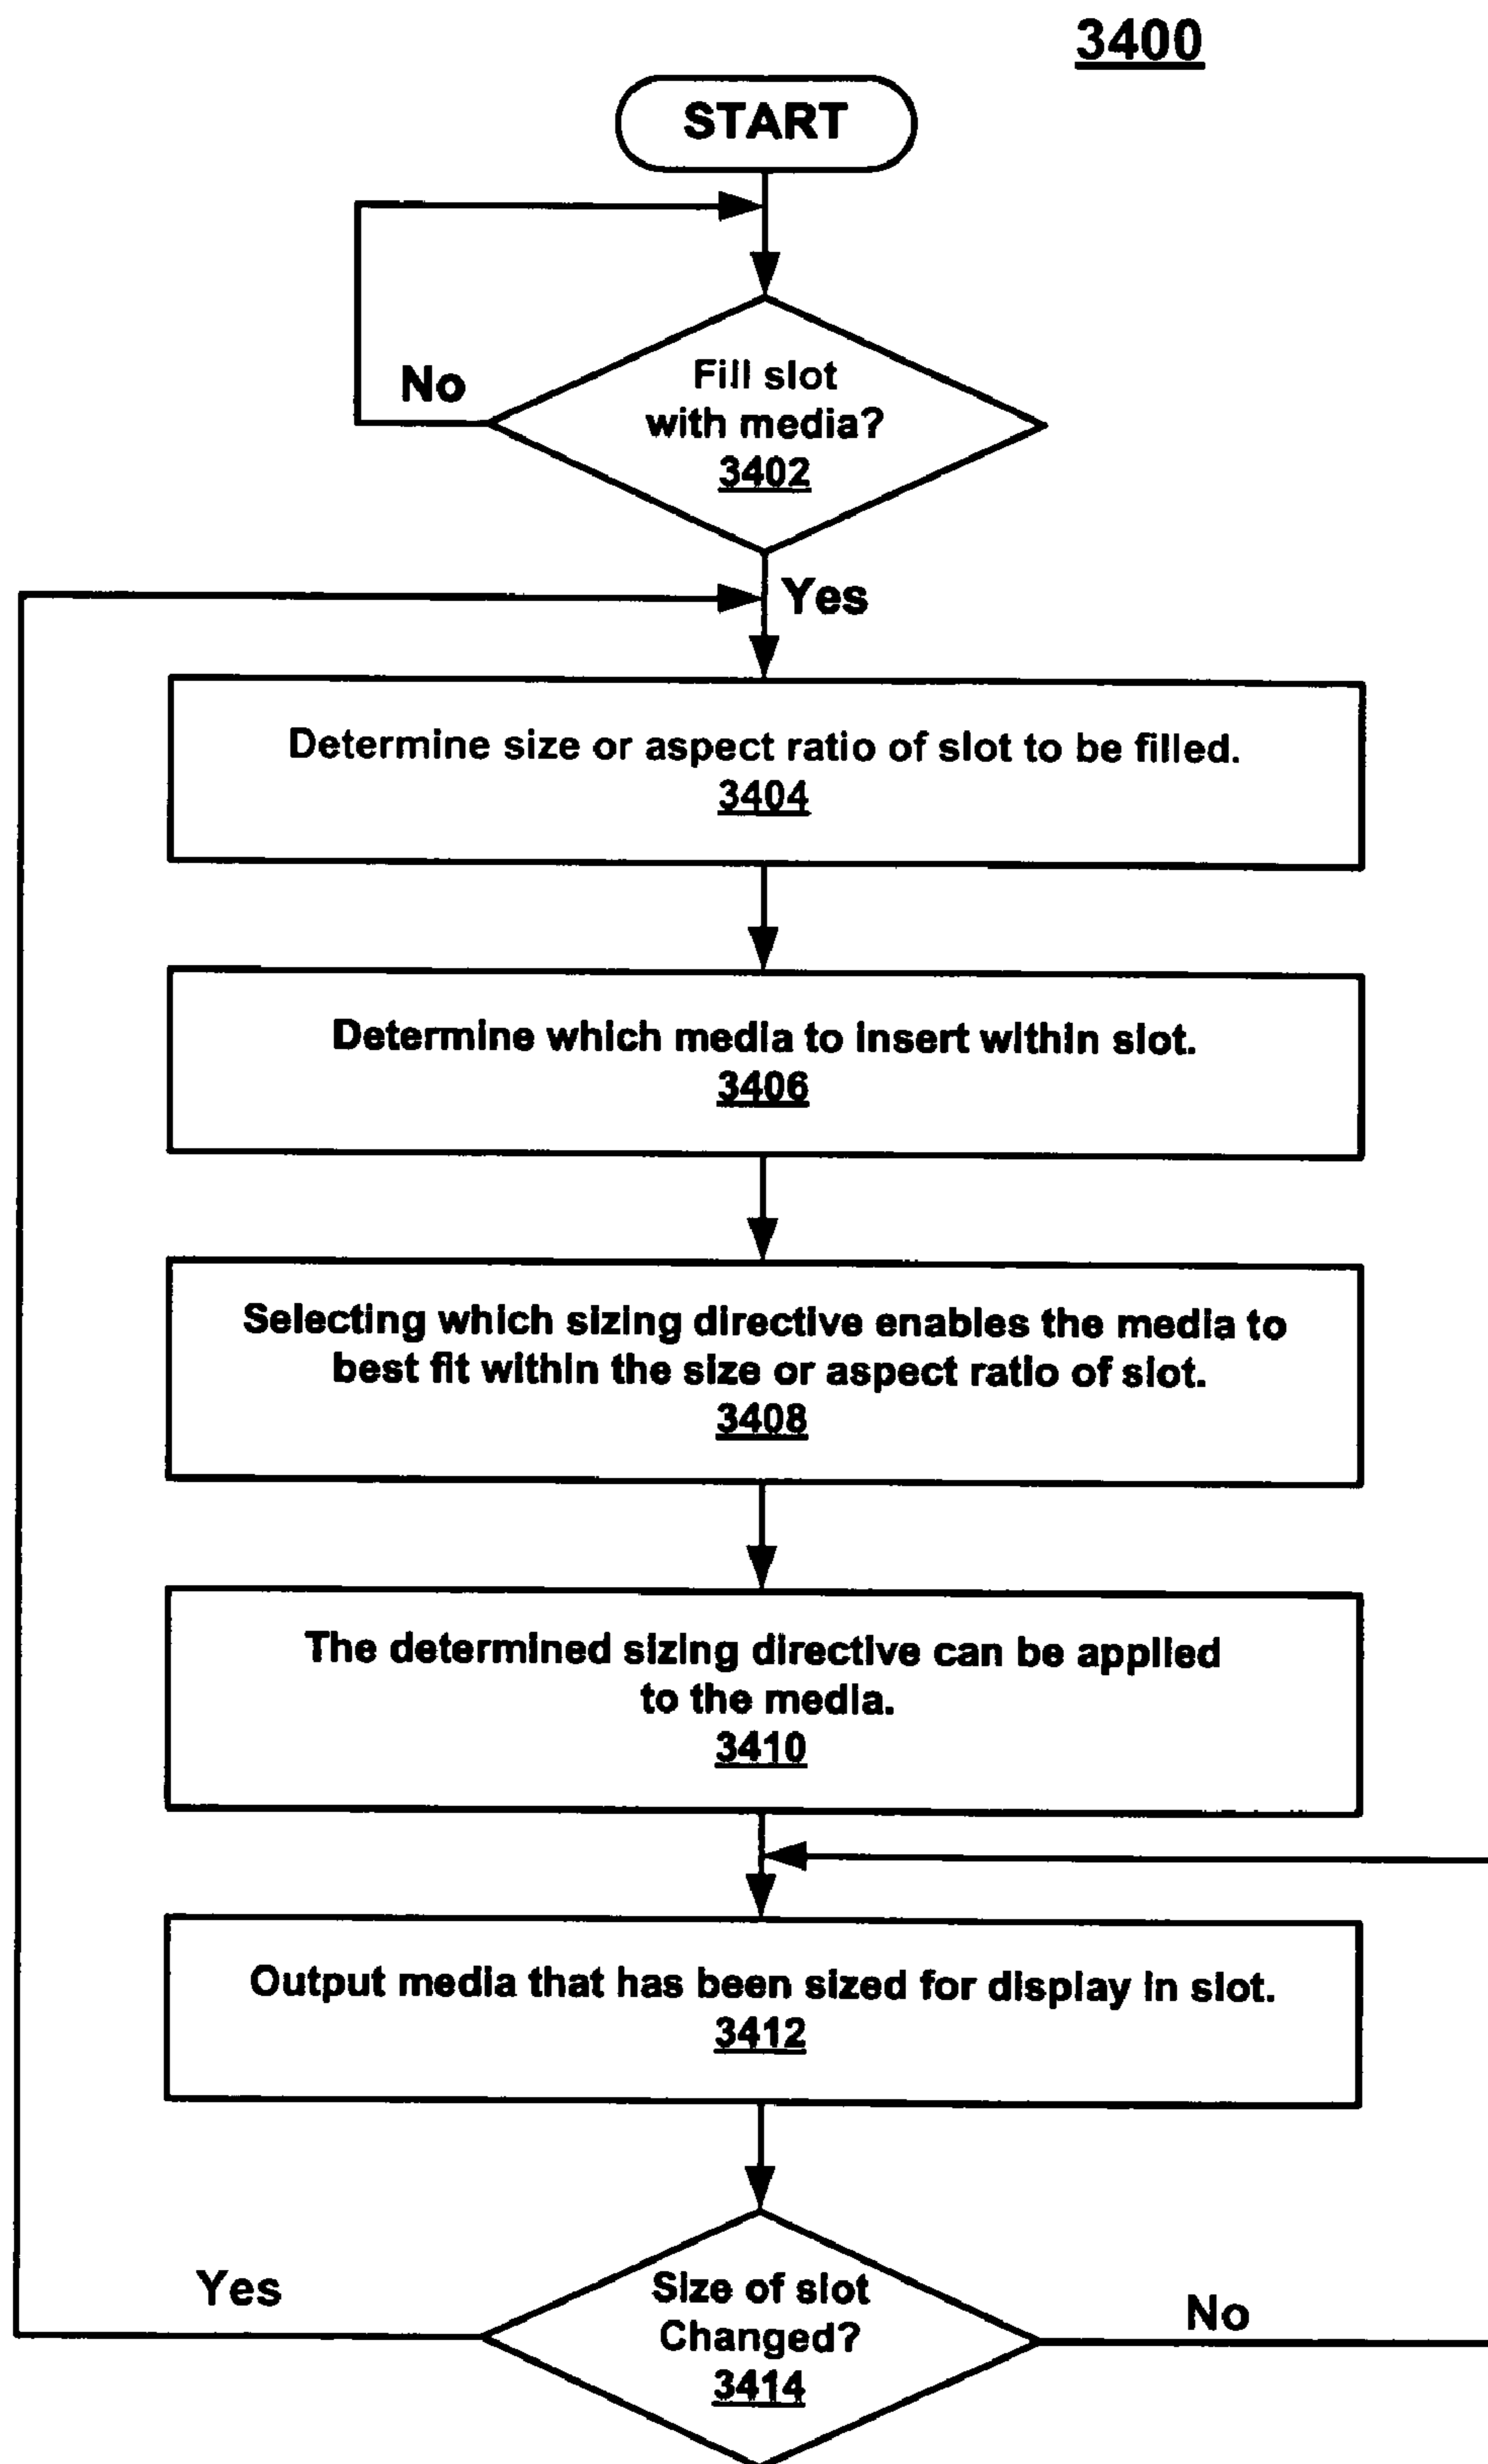 3400
START
No
Fill slot
with media?
3402
Yes
Determine size or aspect ratio of slot to be filled.
3404
Determine which media to insert within slot.
3406
Selecting which sizing directive enables the media to
best fit within the size or aspect ratio of slot.
3408
The determined sizing directive can be applied
to the media.
3410
Output media that has been sized for display in slot.
3412
Yes
Size of slot
Changed?
3414
No